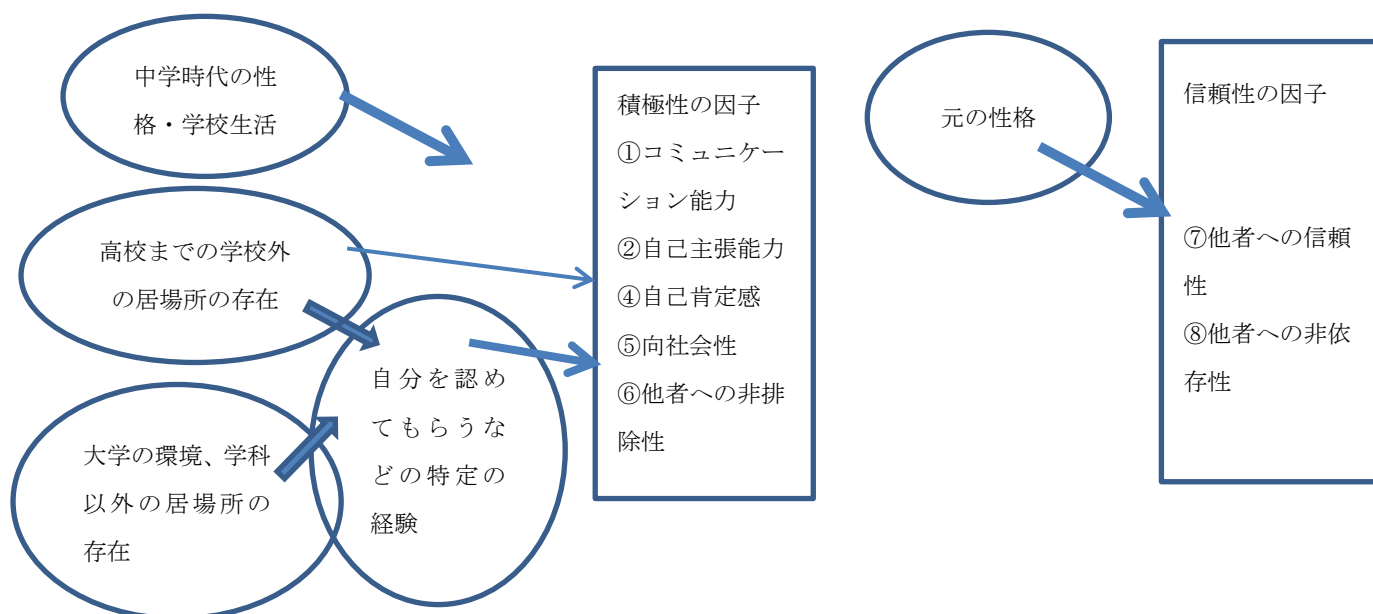 中学時代の性
格・学校生活
高校までの学校外
の居場所の存在
大学の環境、学科
以外の居場所の
存在
自分を認め
てもらうな
どの特定の
経験
積極性の因子
①コミュニケー
ション能力
②自己主張能力
④自己肯定感
⑤向社会性
⑥他者への非排
除性
元の性格
信頼性の因子
⑦他者への信頼
性
⑧他者への非依
存性